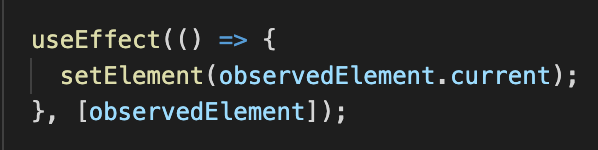 useEffect(() => {
  setElement(observedElement.current);
}, [observedElement]);